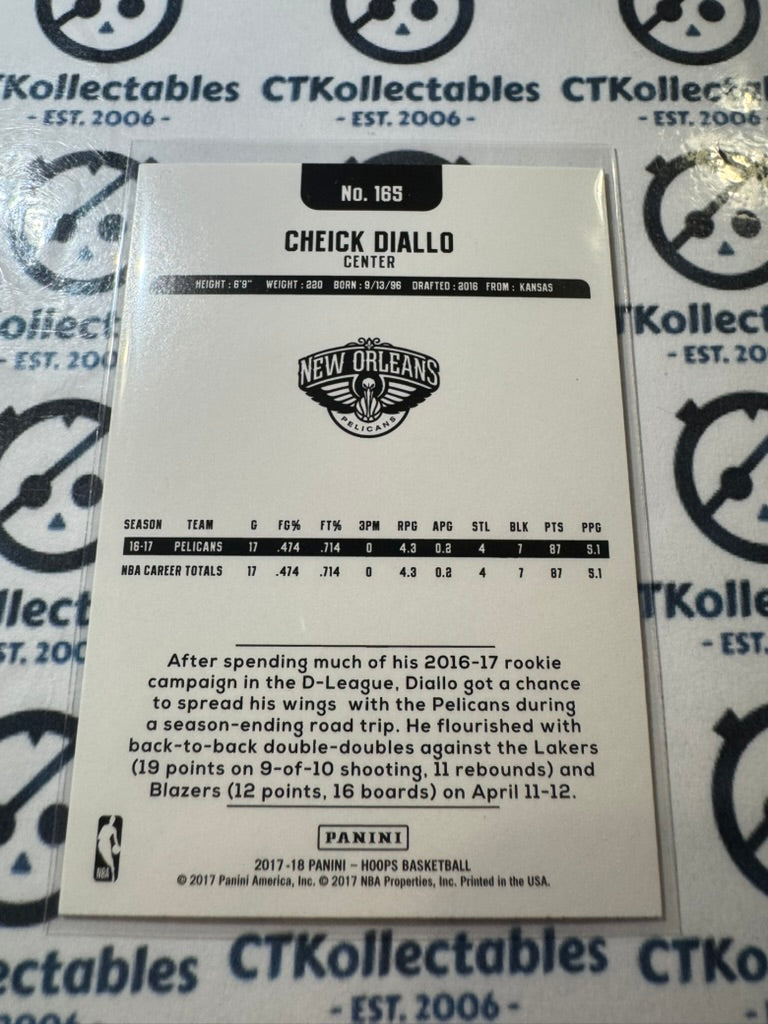 Kollectables CTKollectables CTKollectables
- EST. 2006 - - EST. 2006 - - EST. 2006 -
No. 165
CHEICK DIALLO
CENTER
HEIGHT : 6'9" WEIGHT : 220 BORN : 9/13/96 DRAFTED : 2016 FROM : KANSAS
NEW ORLEANS
PELICANS
SEASON TEAM G FG% FT% 3PM RPG APG STL BLK PTS PPG
16-17 PELICANS 17 .474 .714 0 4.3 0.2 4 7 87 5.1
NBA CAREER TOTALS 17 .474 .714 0 4.3 0.2 4 7 87 5.1
After spending much of his 2016-17 rookie
campaign in the D-League, Diallo got a chance
to spread his wings with the Pelicans during
a season-ending road trip. He flourished with
back-to-back double-doubles against the Lakers
(19 points on 9-of-10 shooting, 11 rebounds) and
Blazers (12 points, 16 boards) on April 11-12.
PANINI
NBA
2017-18 PANINI – HOOPS BASKETBALL
© 2017 Panini America, Inc. © 2017 NBA Properties, Inc. Printed in the USA.
ectables CTKollectables CTKo
- EST. 2006 -